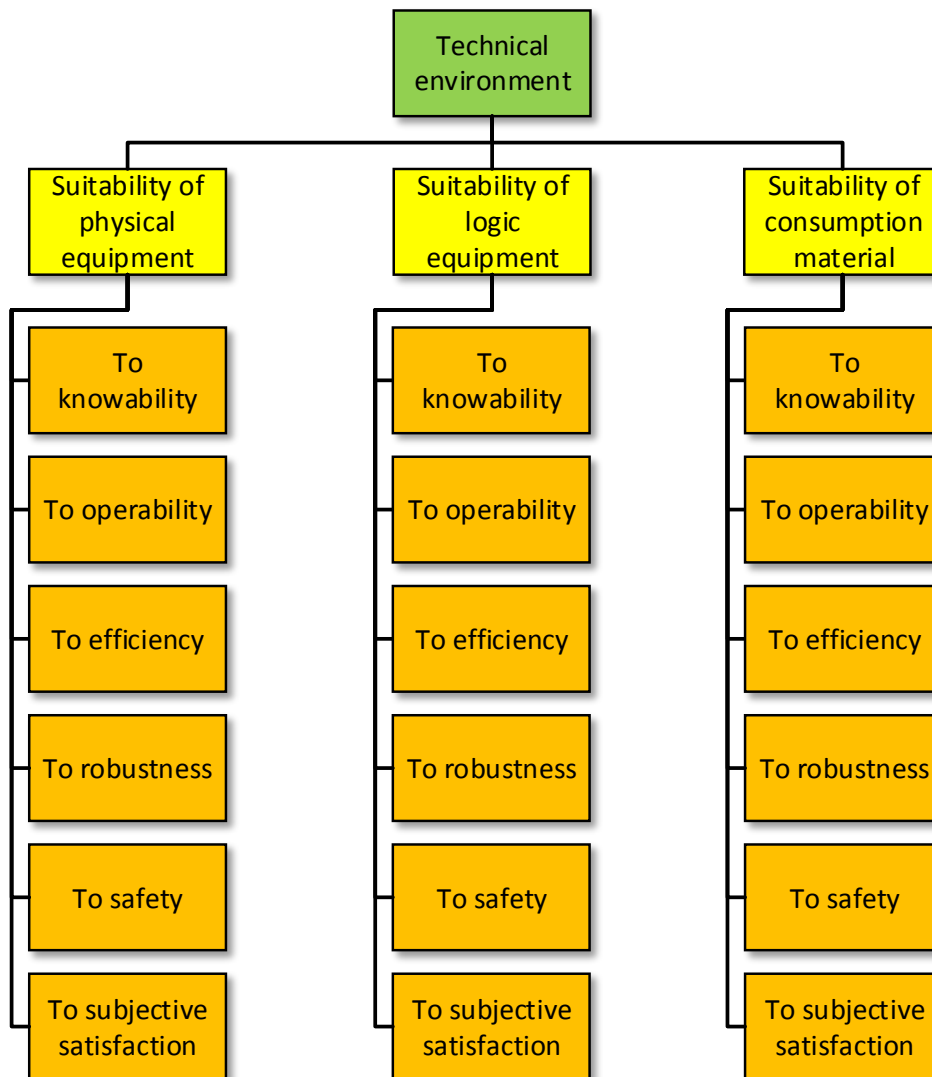 Technical
environment
Suitability of
physical
equipment
Suitability of
logic
equipment
Suitability of
consumption
material
To
knowability
To
knowability
To
knowability
To operability
To operability
To operability
To efficiency
To efficiency
To efficiency
To robustness
To robustness
To robustness
To safety
To safety
To safety
To subjective
satisfaction
To subjective
satisfaction
To subjective
satisfaction